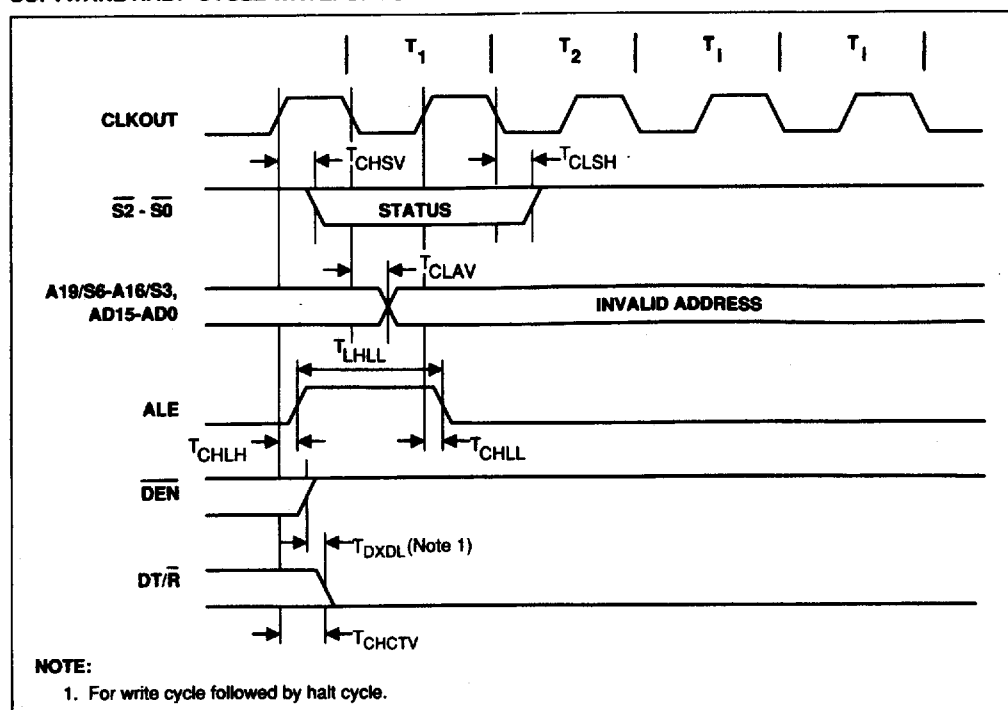 T1 T2 Ti Ti
CLKOUT
TCHSV TCLSH
S2 - S0 STATUS
TCLAV
A19/S6-A16/S3,
AD15-AD0 INVALID ADDRESS
TLHLL
ALE
TCHLH TCHLL
DEN
TDXDL (Note 1)
DT/R
TCHCTV
NOTE:
1. For write cycle followed by halt cycle.